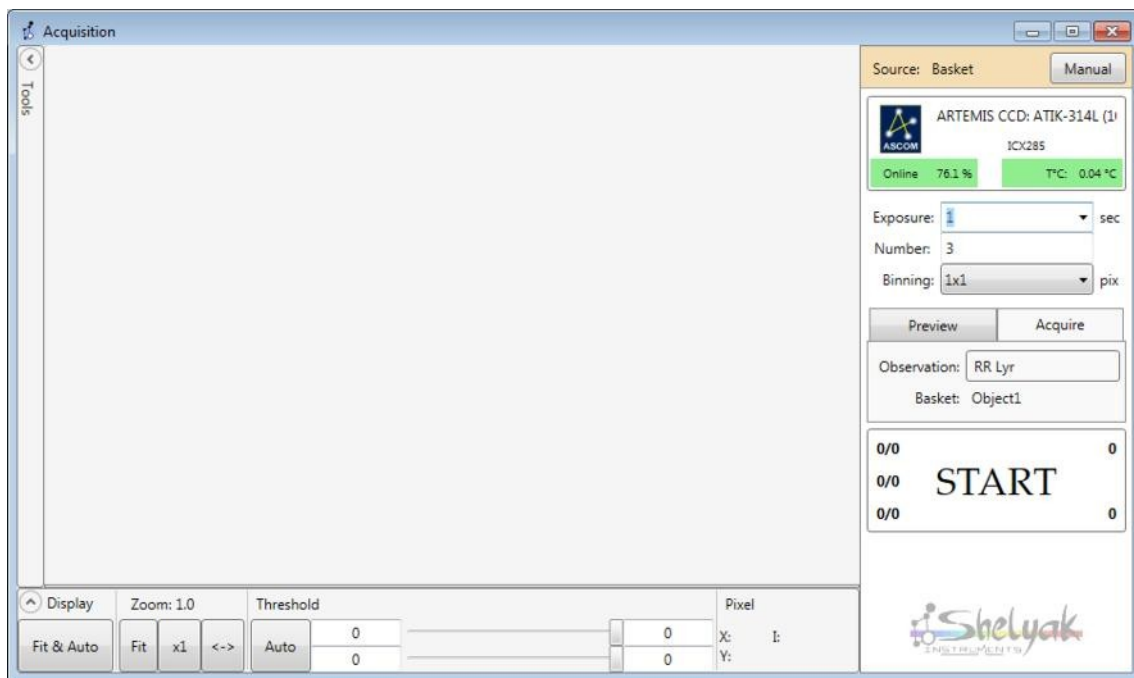 Acquisition
Tools
Source: Basket Manual
ARTEMIS CCD: ATIK-314L (1
ASCOM
ICX285
Online 76.1 % T°C: 0.04 °C
Exposure: 1 sec
Number: 3
Binning: 1x1 pix
Preview Acquire
Observation: RR Lyr
Basket: Object1
0/0 0
0/0 START
0/0 0
Display Zoom: 1.0 Threshold Pixel
Fit & Auto Fit x1 <-> Auto 0 0 X: I:
0 0 Y:
Shelyak
INSTRUMENTS